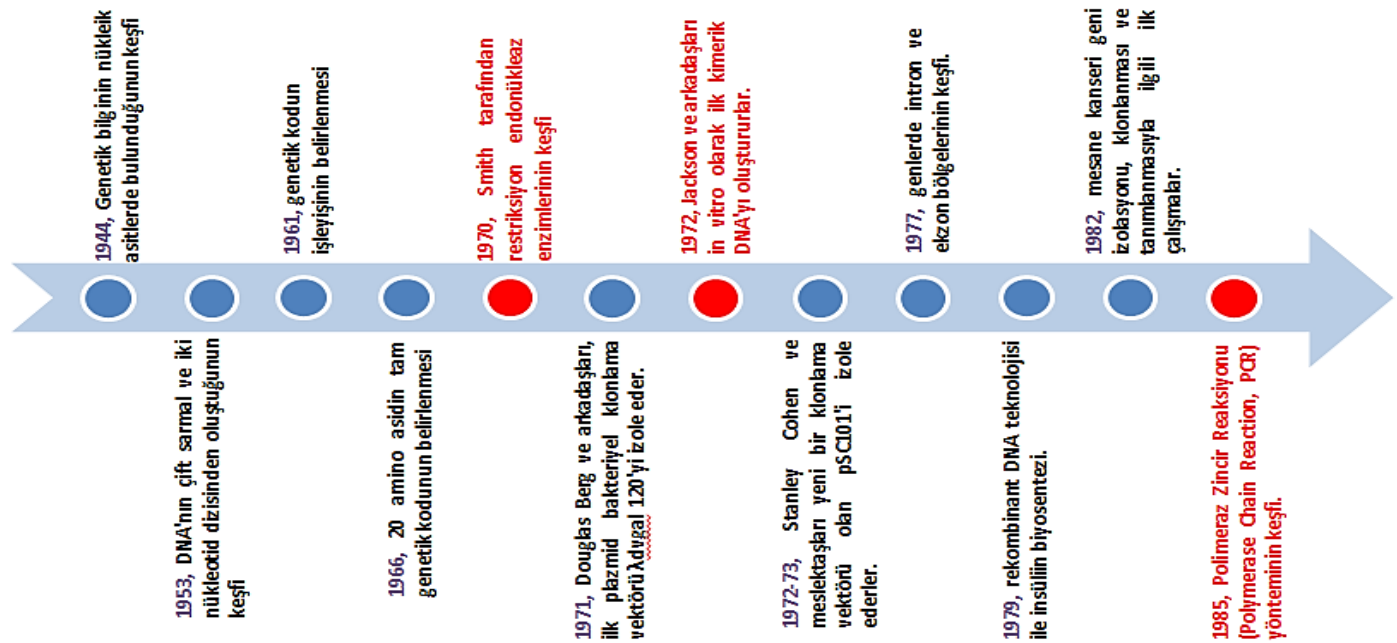 1944, Genetik bilginin nükleik
asitlerde bulunduğunun keşfi
1953, DNA'nın çift sarmal ve iki
nükleotid dizisinden oluştuğunun
keşfi
1961, genetik kodun
işleyişinin belirlenmesi
1966, 20 amino asidin tam
genetik kodunun belirlenmesi
1970, Smith tarafından
restriksiyon endonükleaz
enzimlerinin keşfi
1971, Douglas Berg ve arkadaşları,
ilk plazmid bakteriyel klonlama
vektörü λdvgal 120'yi izole eder.
1972, Jackson ve arkadaşları
in vitro olarak ilk kimerik
DNA'yı oluştururlar.
1972-73, Stanley Cohen ve
meslektaşları yeni bir klonlama
vektörü olan pSC101'i izole
ederler.
1977, genlerde intron ve
ekzon bölgelerinin keşfi.
1979, rekombinant DNA teknolojisi
ile insüliin biyosentezi.
1982, mesane kanseri geni
izolasyonu, klonlanması ve
tanımlanmasıyla ilgili ilk
çalışmalar.
1985, Polimeraz Zincir Reaksiyonu
(Polymerase Chain Reaction, PCR)
yönteminin keşfi.